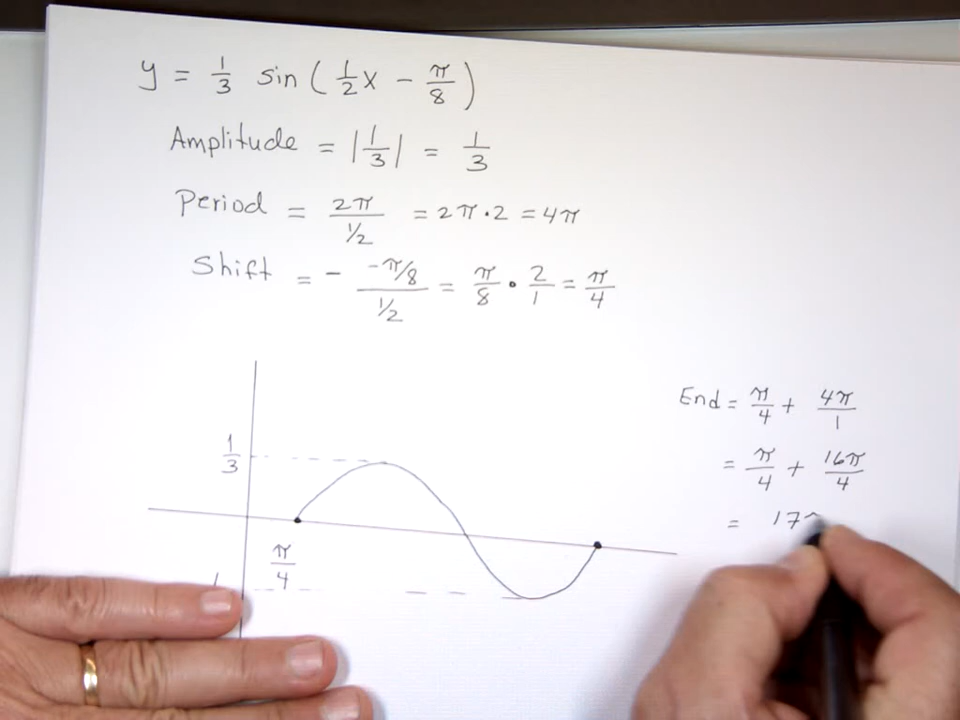 y = 1/3 sin ( 1/2 x - π/8 )
Amplitude = |1/3| = 1/3
Period = 2π / 1/2 = 2π · 2 = 4π
Shift = - -π/8 / 1/2 = π/8 · 2/1 = π/4
End = π/4 + 4π/1
= π/4 + 16π/4
= 17
1/3
π/4